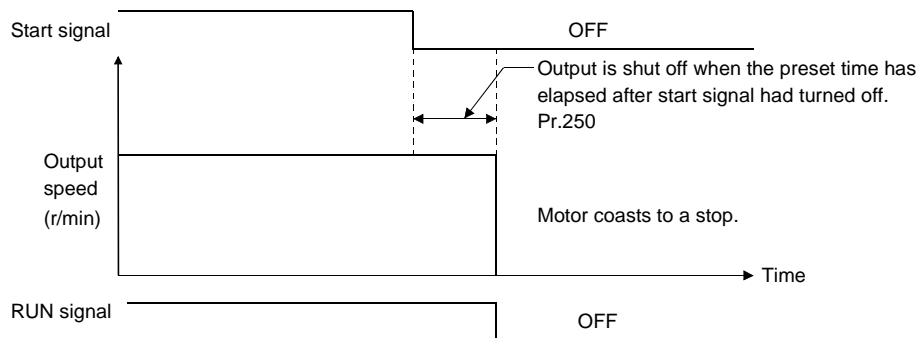 Start signal
OFF
Output is shut off when the preset time has
elapsed after start signal had turned off.
Pr.250
Output
speed
(r/min)
Motor coasts to a stop.
Time
RUN signal
OFF